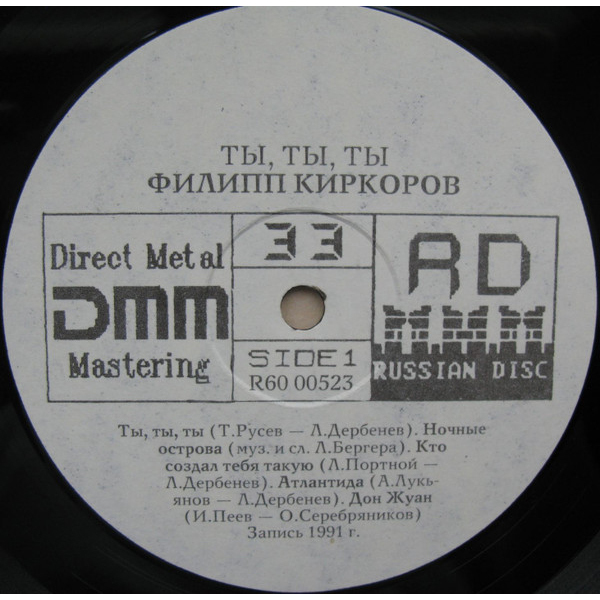 ТЫ, ТЫ, ТЫ
ФИЛИПП КИРКОРОВ
Direct Metal
DMM
Mastering
33
SIDE 1
R60 00523
RD
RUSSIAN DISC
Ты, ты, ты (Т.Русев — Л.Дербенев). Ночные
острова (муз. и сл. Л.Бергера). Кто
создал тебя такую (Л.Портной —
Л.Дербенев). Атлантида (А.Лукь-
янов — Л.Дербенев). Дон Жуан
(И.Пеев — О.Серебряников)
Запись 1991 г.